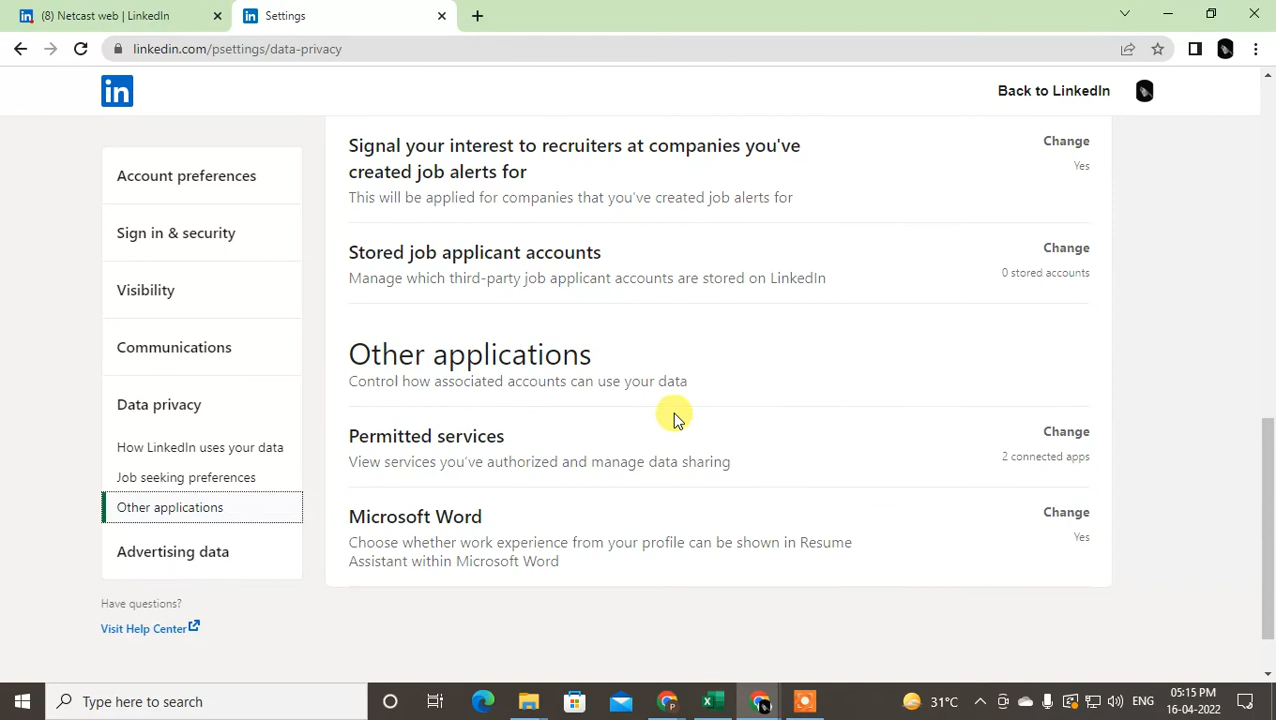 (8) Netcast web | LinkedIn
Settings
linkedin.com/psettings/data-privacy
in
Back to LinkedIn
Account preferences
Sign in & security
Visibility
Communications
Data privacy
How LinkedIn uses your data
Job seeking preferences
Other applications
Advertising data
Have questions?
Visit Help Center
Signal your interest to recruiters at companies you've
created job alerts for
This will be applied for companies that you've created job alerts for
Change
Yes
Stored job applicant accounts
Manage which third-party job applicant accounts are stored on LinkedIn
Change
0 stored accounts
Other applications
Control how associated accounts can use your data
Permitted services
View services you've authorized and manage data sharing
Change
2 connected apps
Microsoft Word
Choose whether work experience from your profile can be shown in Resume
Assistant within Microsoft Word
Change
Yes
Type here to search
31°C
ENG
05:15 PM
16-04-2022